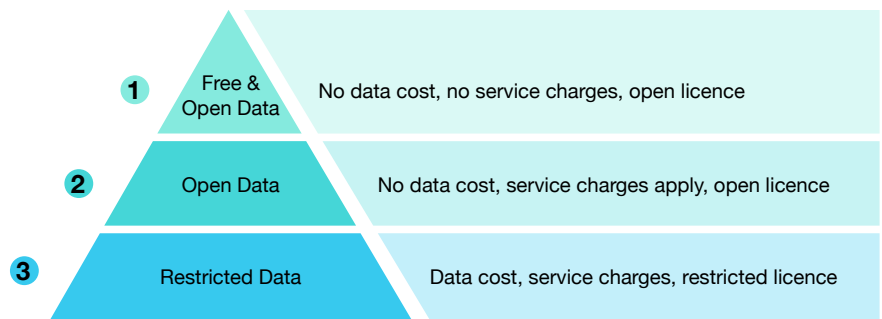 1
Free &
Open Data
No data cost, no service charges, open licence
2
Open Data
No data cost, service charges apply, open licence
3
Restricted Data
Data cost, service charges, restricted licence